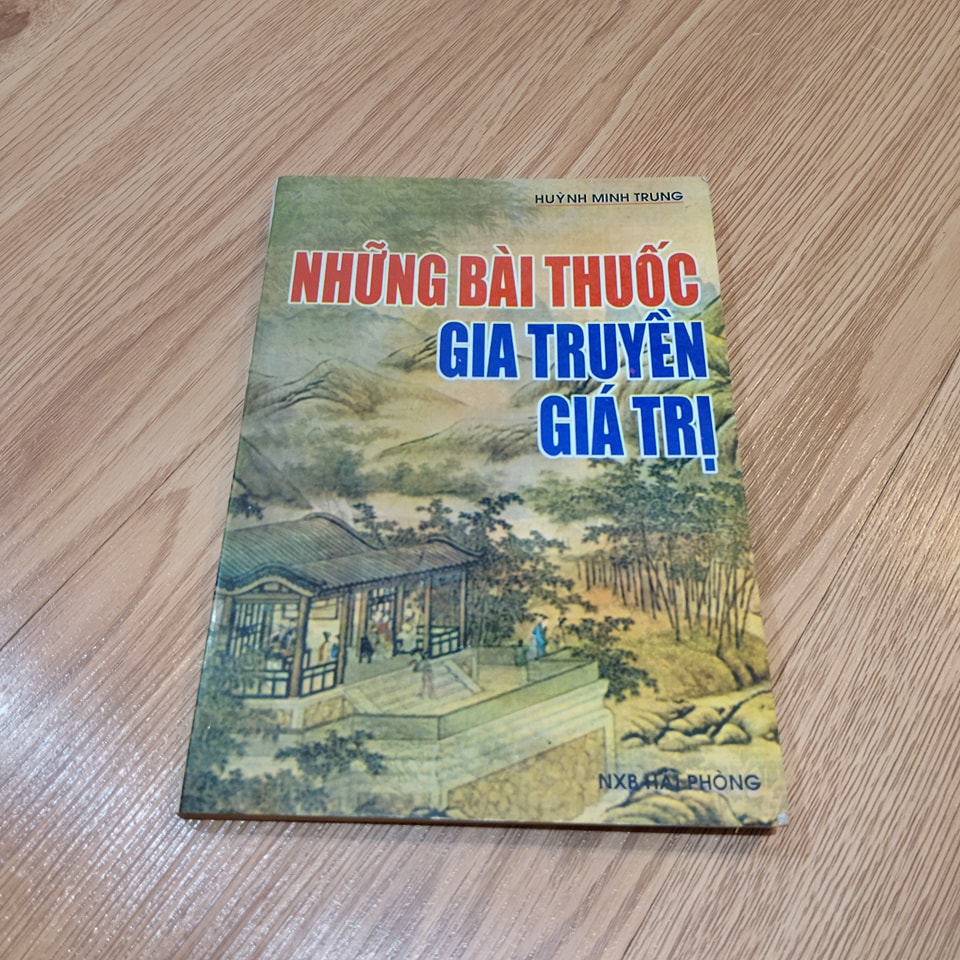 HUỲNH MINH TRUNG
NHỮNG BÀI THUỐC
GIA TRUYỀN
GIÁ TRỊ
NXB HẢI PHÒNG